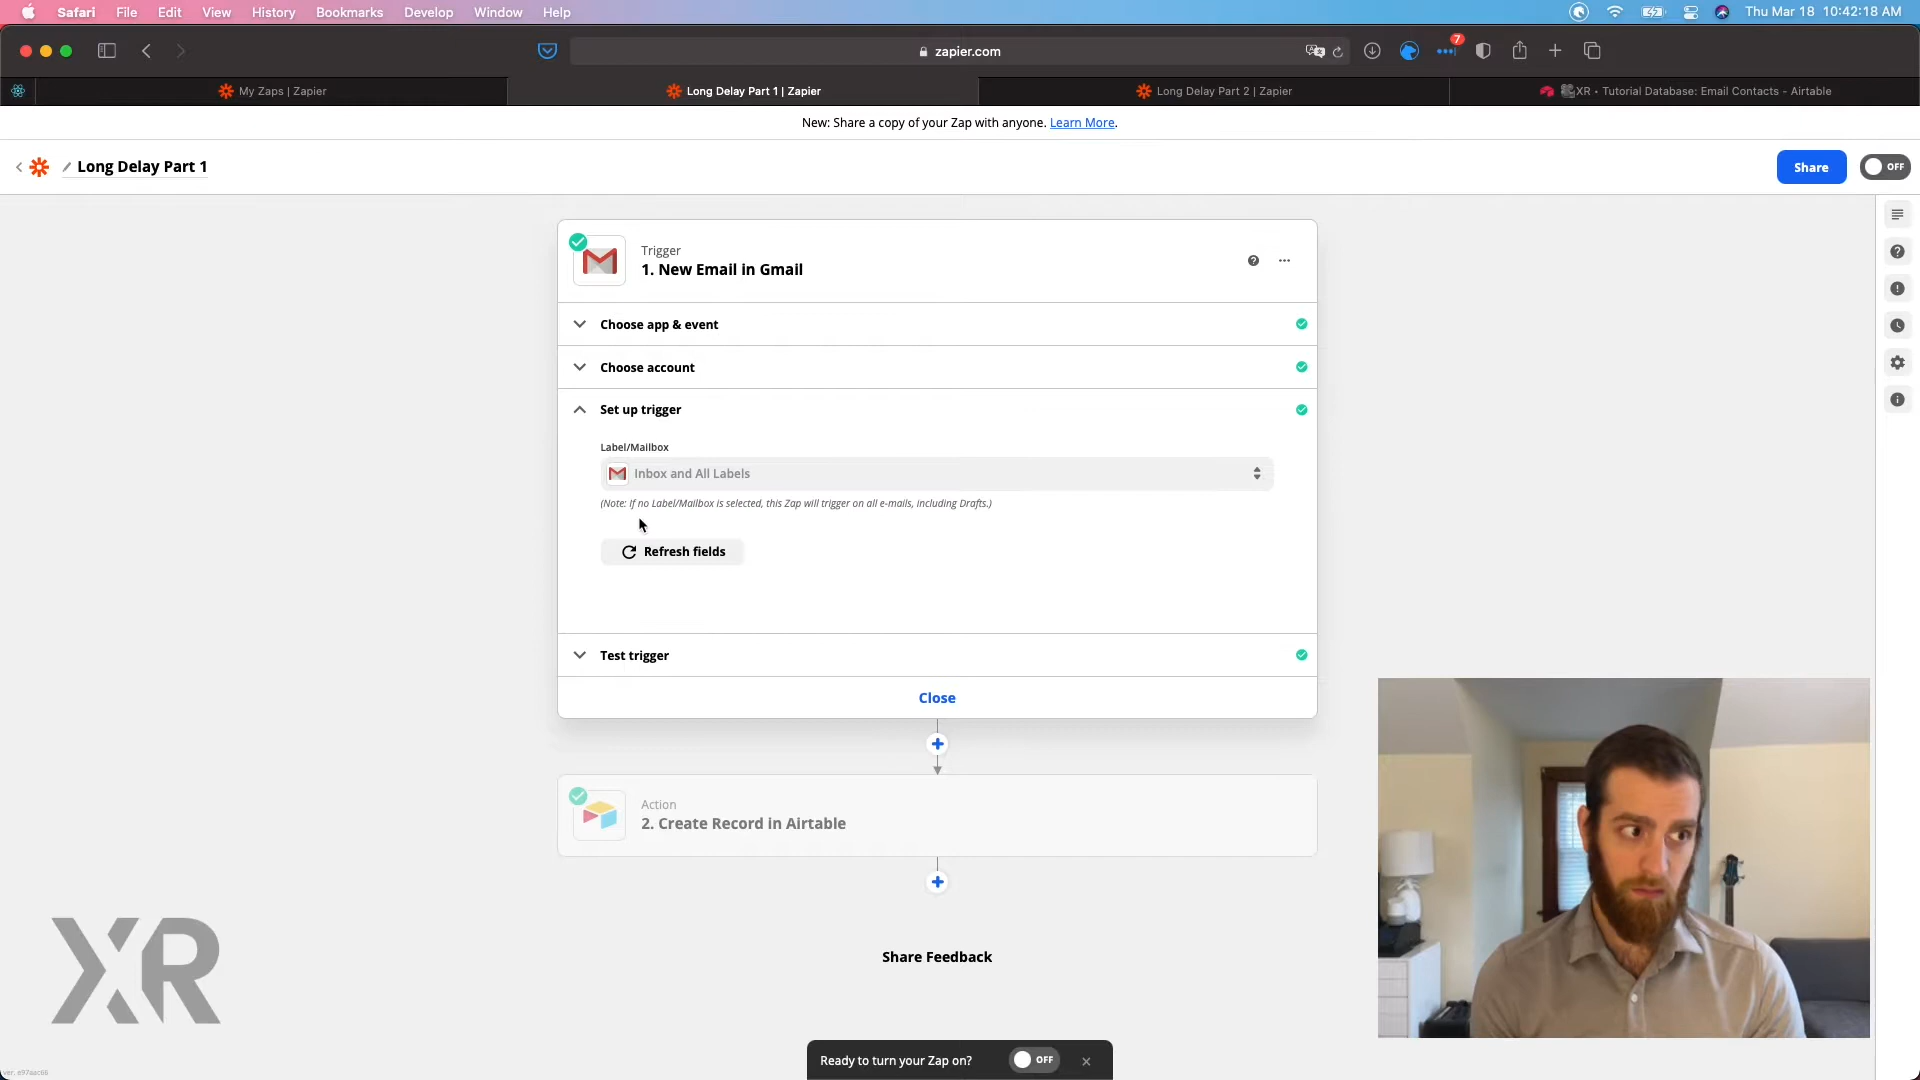 Safari File Edit View History Bookmarks Develop Window Help Thu Mar 18 10:42:18 AM
zapier.com 7
My Zaps | Zapier Long Delay Part 1 | Zapier Long Delay Part 2 | Zapier XR • Tutorial Database: Email Contacts - Airtable
New: Share a copy of your Zap with anyone. Learn More.
Long Delay Part 1 Share OFF
Trigger
1. New Email in Gmail
Choose app & event
Choose account
Set up trigger
Label/Mailbox
Inbox and All Labels
(Note: If no Label/Mailbox is selected, this Zap will trigger on all e-mails, including Drafts.)
Refresh fields
Test trigger
Close
Action
2. Create Record in Airtable
Share Feedback
XR
Ready to turn your Zap on? OFF
ver. e97aac66